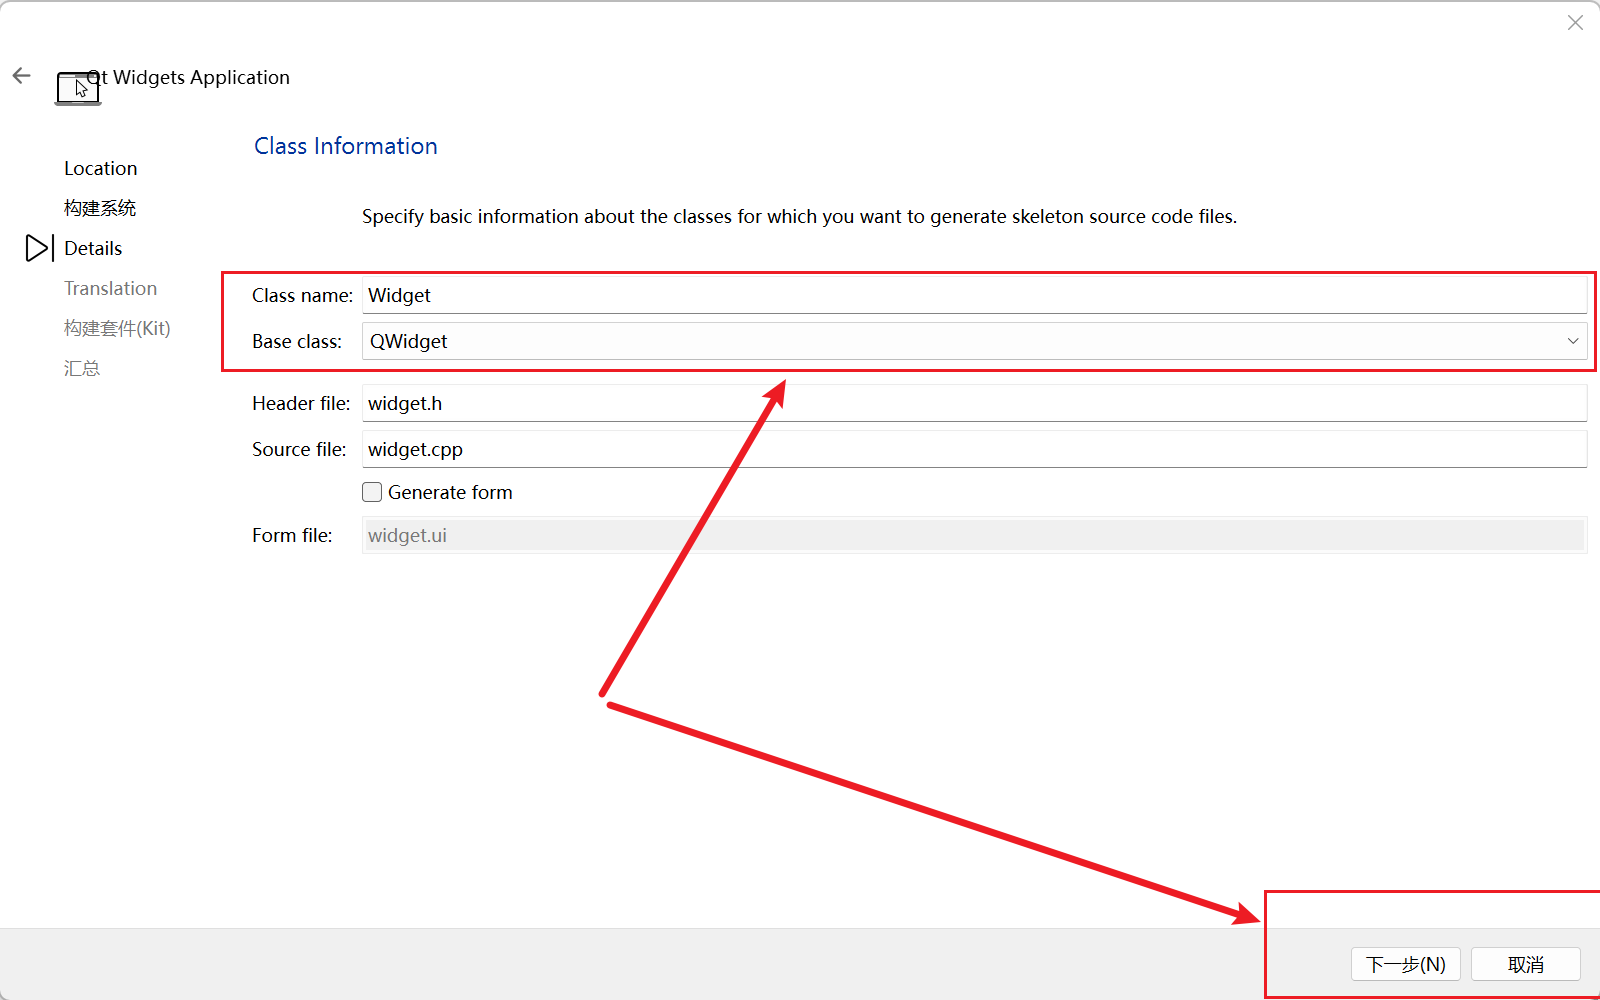 Qt Widgets Application
Location
构建系统
Details
Translation
构建套件(Kit)
汇总
Class Information
Specify basic information about the classes for which you want to generate skeleton source code files.
Class name: Widget
Base class: QWidget
Header file: widget.h
Source file: widget.cpp
Generate form
Form file: widget.ui
下一步(N) 取消